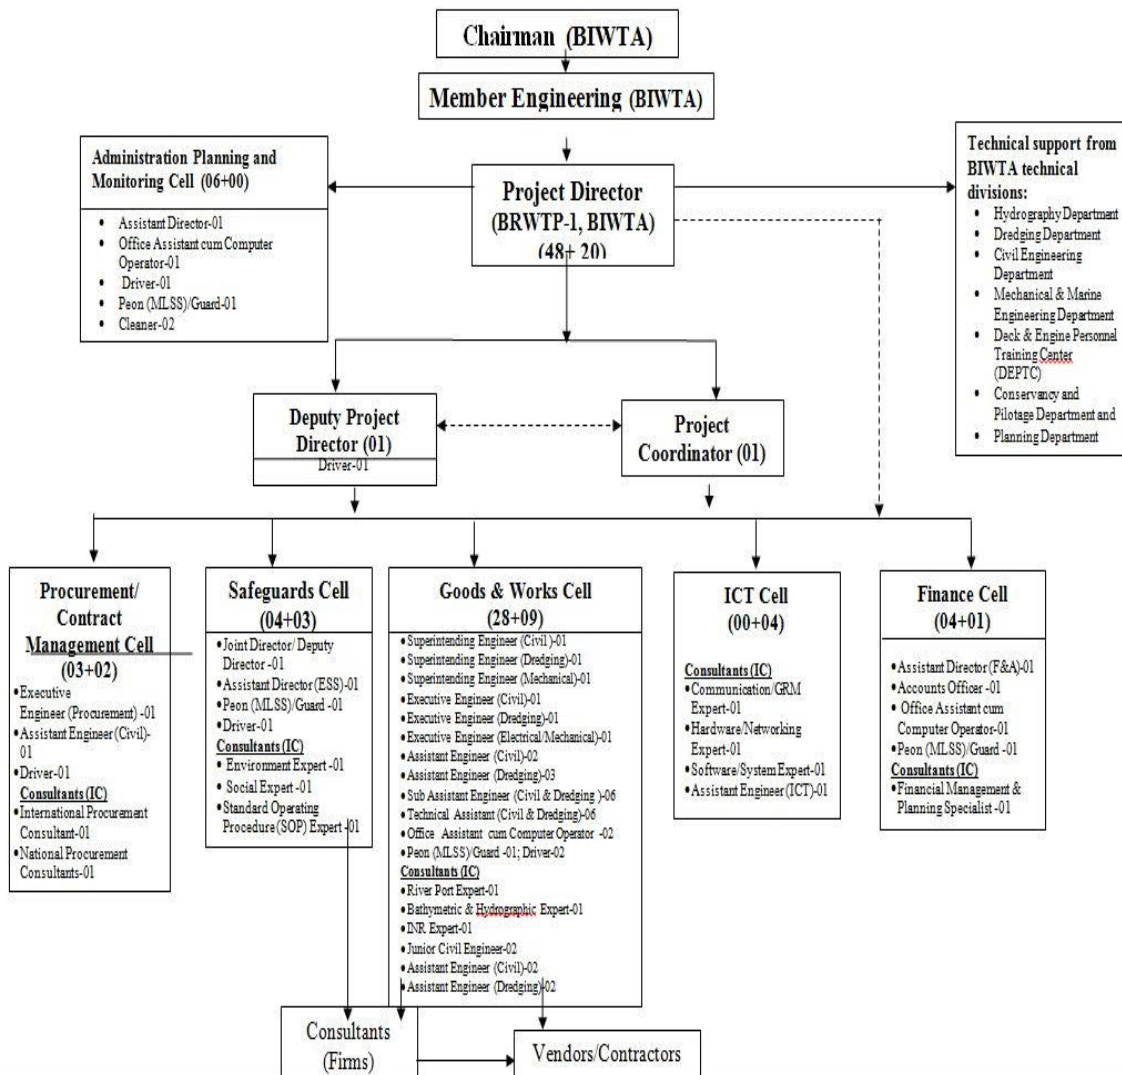 Chairman (BIWTA)
Member Engineering (BIWTA)
Administration Planning and
Monitoring Cell (06+00)
• Assistant Director-01
• Office Assistant cum Computer
Operator-01
• Driver-01
• Peon (MLSS)/Guard-01
• Cleaner-02
Project Director
(BRWTP-1, BIWTA)
(48+ 20)
Technical support from
BIWTA technical
divisions:
• Hydrography Department
• Dredging Department
• Civil Engineering
Department
• Mechanical & Marine
Engineering Department
• Deck & Engine Personnel
Training Center
(DEPTC)
• Conservancy and
Pilotage Department and
• Planning Department
Deputy Project
Director (01)
Driver-01
Project
Coordinator (01)
Procurement/
Contract
Management Cell
(03+02)
• Executive
Engineer (Procurement) -01
• Assistant Engineer (Civil)-
01
• Driver-01
Consultants (IC)
• International Procurement
Consultant-01
• National Procurement
Consultants-01
Safeguards Cell
(04+03)
• Joint Director/ Deputy
Director -01
• Assistant Director (ESS)-01
• Peon (MLSS)/Guard -01
• Driver-01
Consultants (IC)
• Environment Expert -01
• Social Expert -01
• Standard Operating
Procedure (SOP) Expert -01
Goods & Works Cell
(28+09)
• Superintending Engineer (Civil )-01
• Superintending Engineer (Dredging)-01
• Superintending Engineer (Mechanical)-01
• Executive Engineer (Civil)-01
• Executive Engineer (Dredging)-01
• Executive Engineer (Electrical/Mechanical)-01
• Assistant Engineer (Civil)-02
• Assistant Engineer (Dredging)-03
• Sub Assistant Engineer (Civil & Dredging )-06
• Technical Assistant (Civil & Dredging)-06
• Office Assistant cum Computer Operator -02
• Peon (MLSS)/Guard -01; Driver-02
Consultants (IC)
• River Port Expert-01
• Bathymetric & Hydrographic Expert-01
• INR Expert-01
• Junior Civil Engineer-02
• Assistant Engineer (Civil)-02
• Assistant Engineer (Dredging)-02
ICT Cell
(00+04)
Consultants (IC)
• Communication/GRM
Expert-01
• Hardware/Networking
Expert-01
• Software/System Expert-01
• Assistant Engineer (ICT)-01
Finance Cell
(04+01)
• Assistant Director (F&A)-01
• Accounts Officer -01
• Office Assistant cum
Computer Operator-01
• Peon (MLSS)/Guard -01
Consultants (IC)
• Financial Management &
Planning Specialist -01
Consultants
(Firms)
Vendors/Contractors